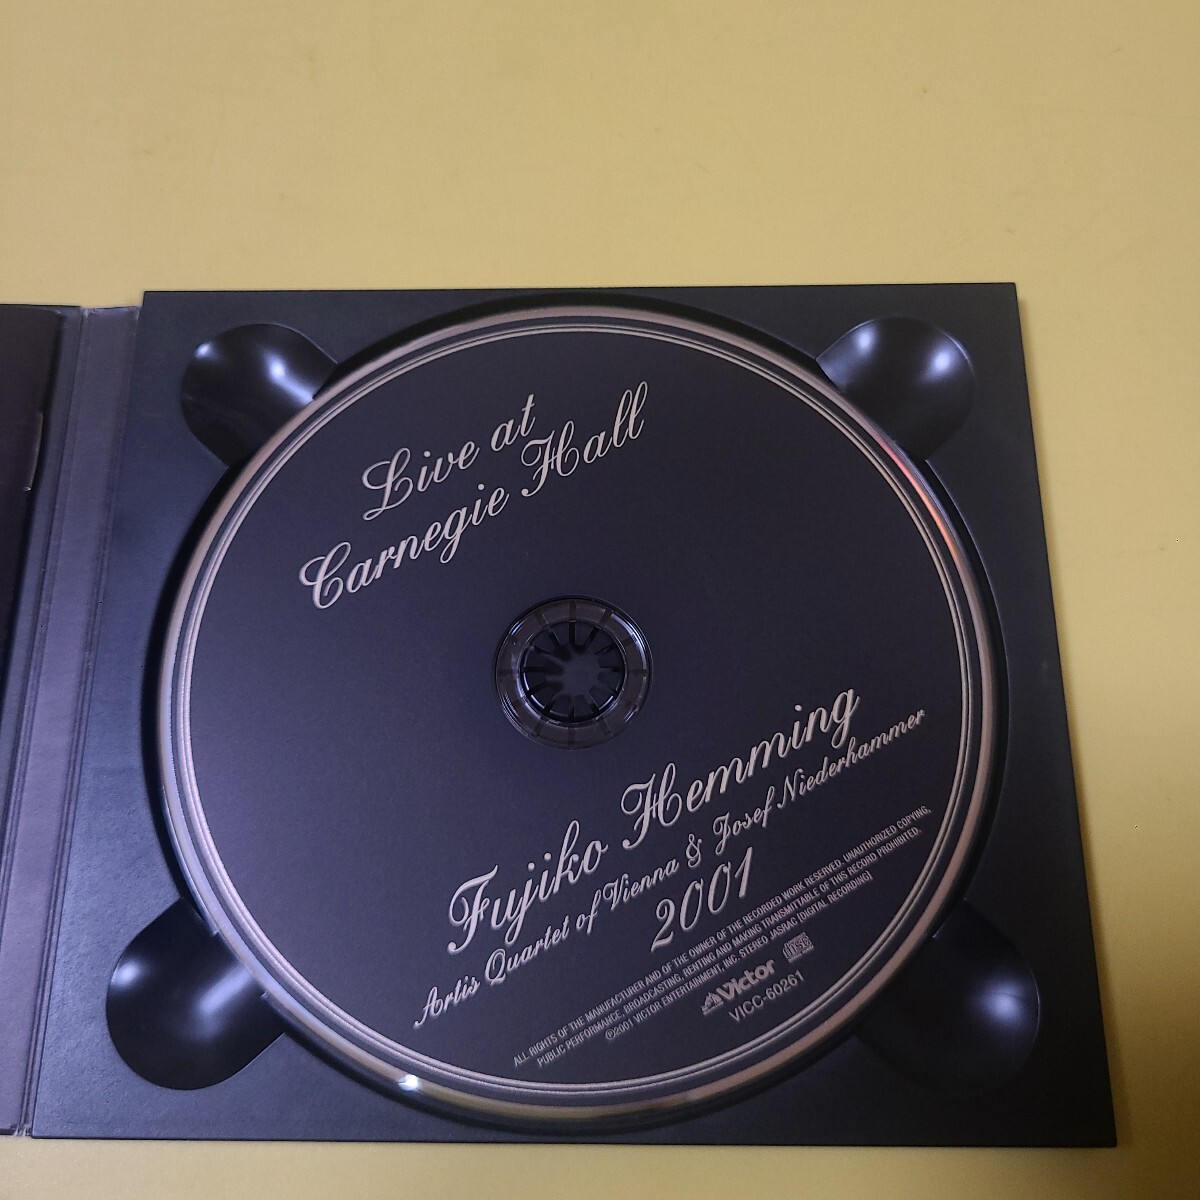 Live at
Carnegie Hall
Fujiko Hemming
Artis Quartet of Vienna & Josef Niederhammer
2001
ALL RIGHTS OF THE MANUFACTURER AND OF THE OWNER OF THE RECORDED WORK RESERVED. UNAUTHORIZED COPYING,
PUBLIC PERFORMANCE, BROADCASTING, RENTING AND MAKING TRANSMITTABLE OF THIS RECORD PROHIBITED.
©2001 VICTOR ENTERTAINMENT, INC. STEREO JASRAC [DIGITAL RECORDING]
Victor
VICC-60261